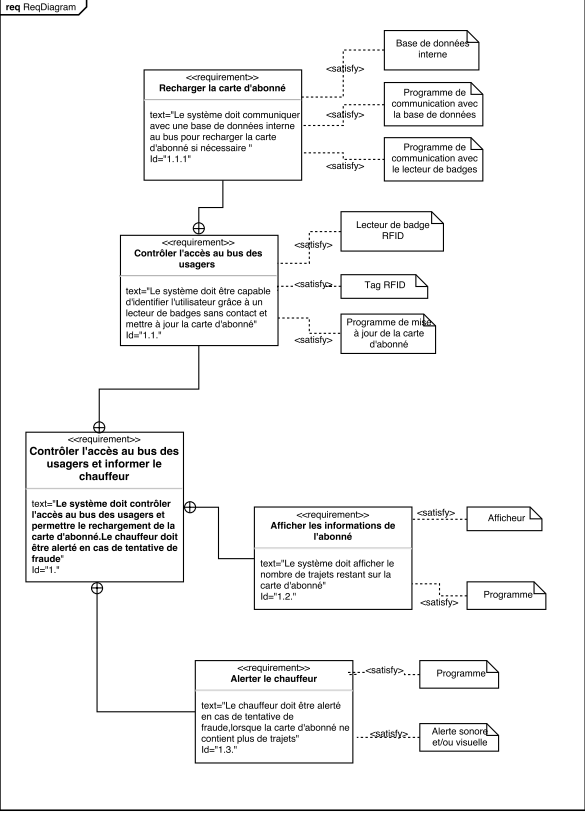 req ReqDiagram
Base de données
interne
<satisfy>
<<requirement>>
Recharger la carte d'abonné
text="Le système doit communiquer
avec une base de données interne
au bus pour recharger la carte
d'abonné si nécessaire "
Id="1.1.1"
Programme de
communication avec
la base de données
<satisfy>
Programme de
communication avec
le lecteur de badges
<satisfy>
<<requirement>>
Contrôler l'accès au bus des
usagers
text="Le système doit être capable
d'identifier l'utilisateur grâce à un
lecteur de badges sans contact et
mettre à jour la carte d'abonné"
Id="1.1."
Lecteur de badge
RFID
<satisfy>
Tag RFID
<satisfy>
Programme de mise
à jour de la carte
d'abonné
<satisfy>
<<requirement>>
Contrôler l'accès au bus des
usagers et informer le
chauffeur
text="Le système doit contrôler
l'accès au bus des usagers et
permettre le rechargement de la
carte d'abonné.Le chauffeur doit
être alerté en cas de tentative de
fraude"
Id="1."
<<requirement>>
Afficher les informations de
l'abonné
text="Le système doit afficher le
nombre de trajets restant sur la
carte d'abonné"
Id="1.2."
<satisfy>
Afficheur
Programme
<satisfy>
<<requirement>>
Alerter le chauffeur
text="Le chauffeur doit être alerté
en cas de tentative de
fraude,lorsque la carte d'abonné ne
contient plus de trajets"
Id="1.3."
<satisfy>
Programme
<satisfy>
Alerte sonore
et/ou visuelle